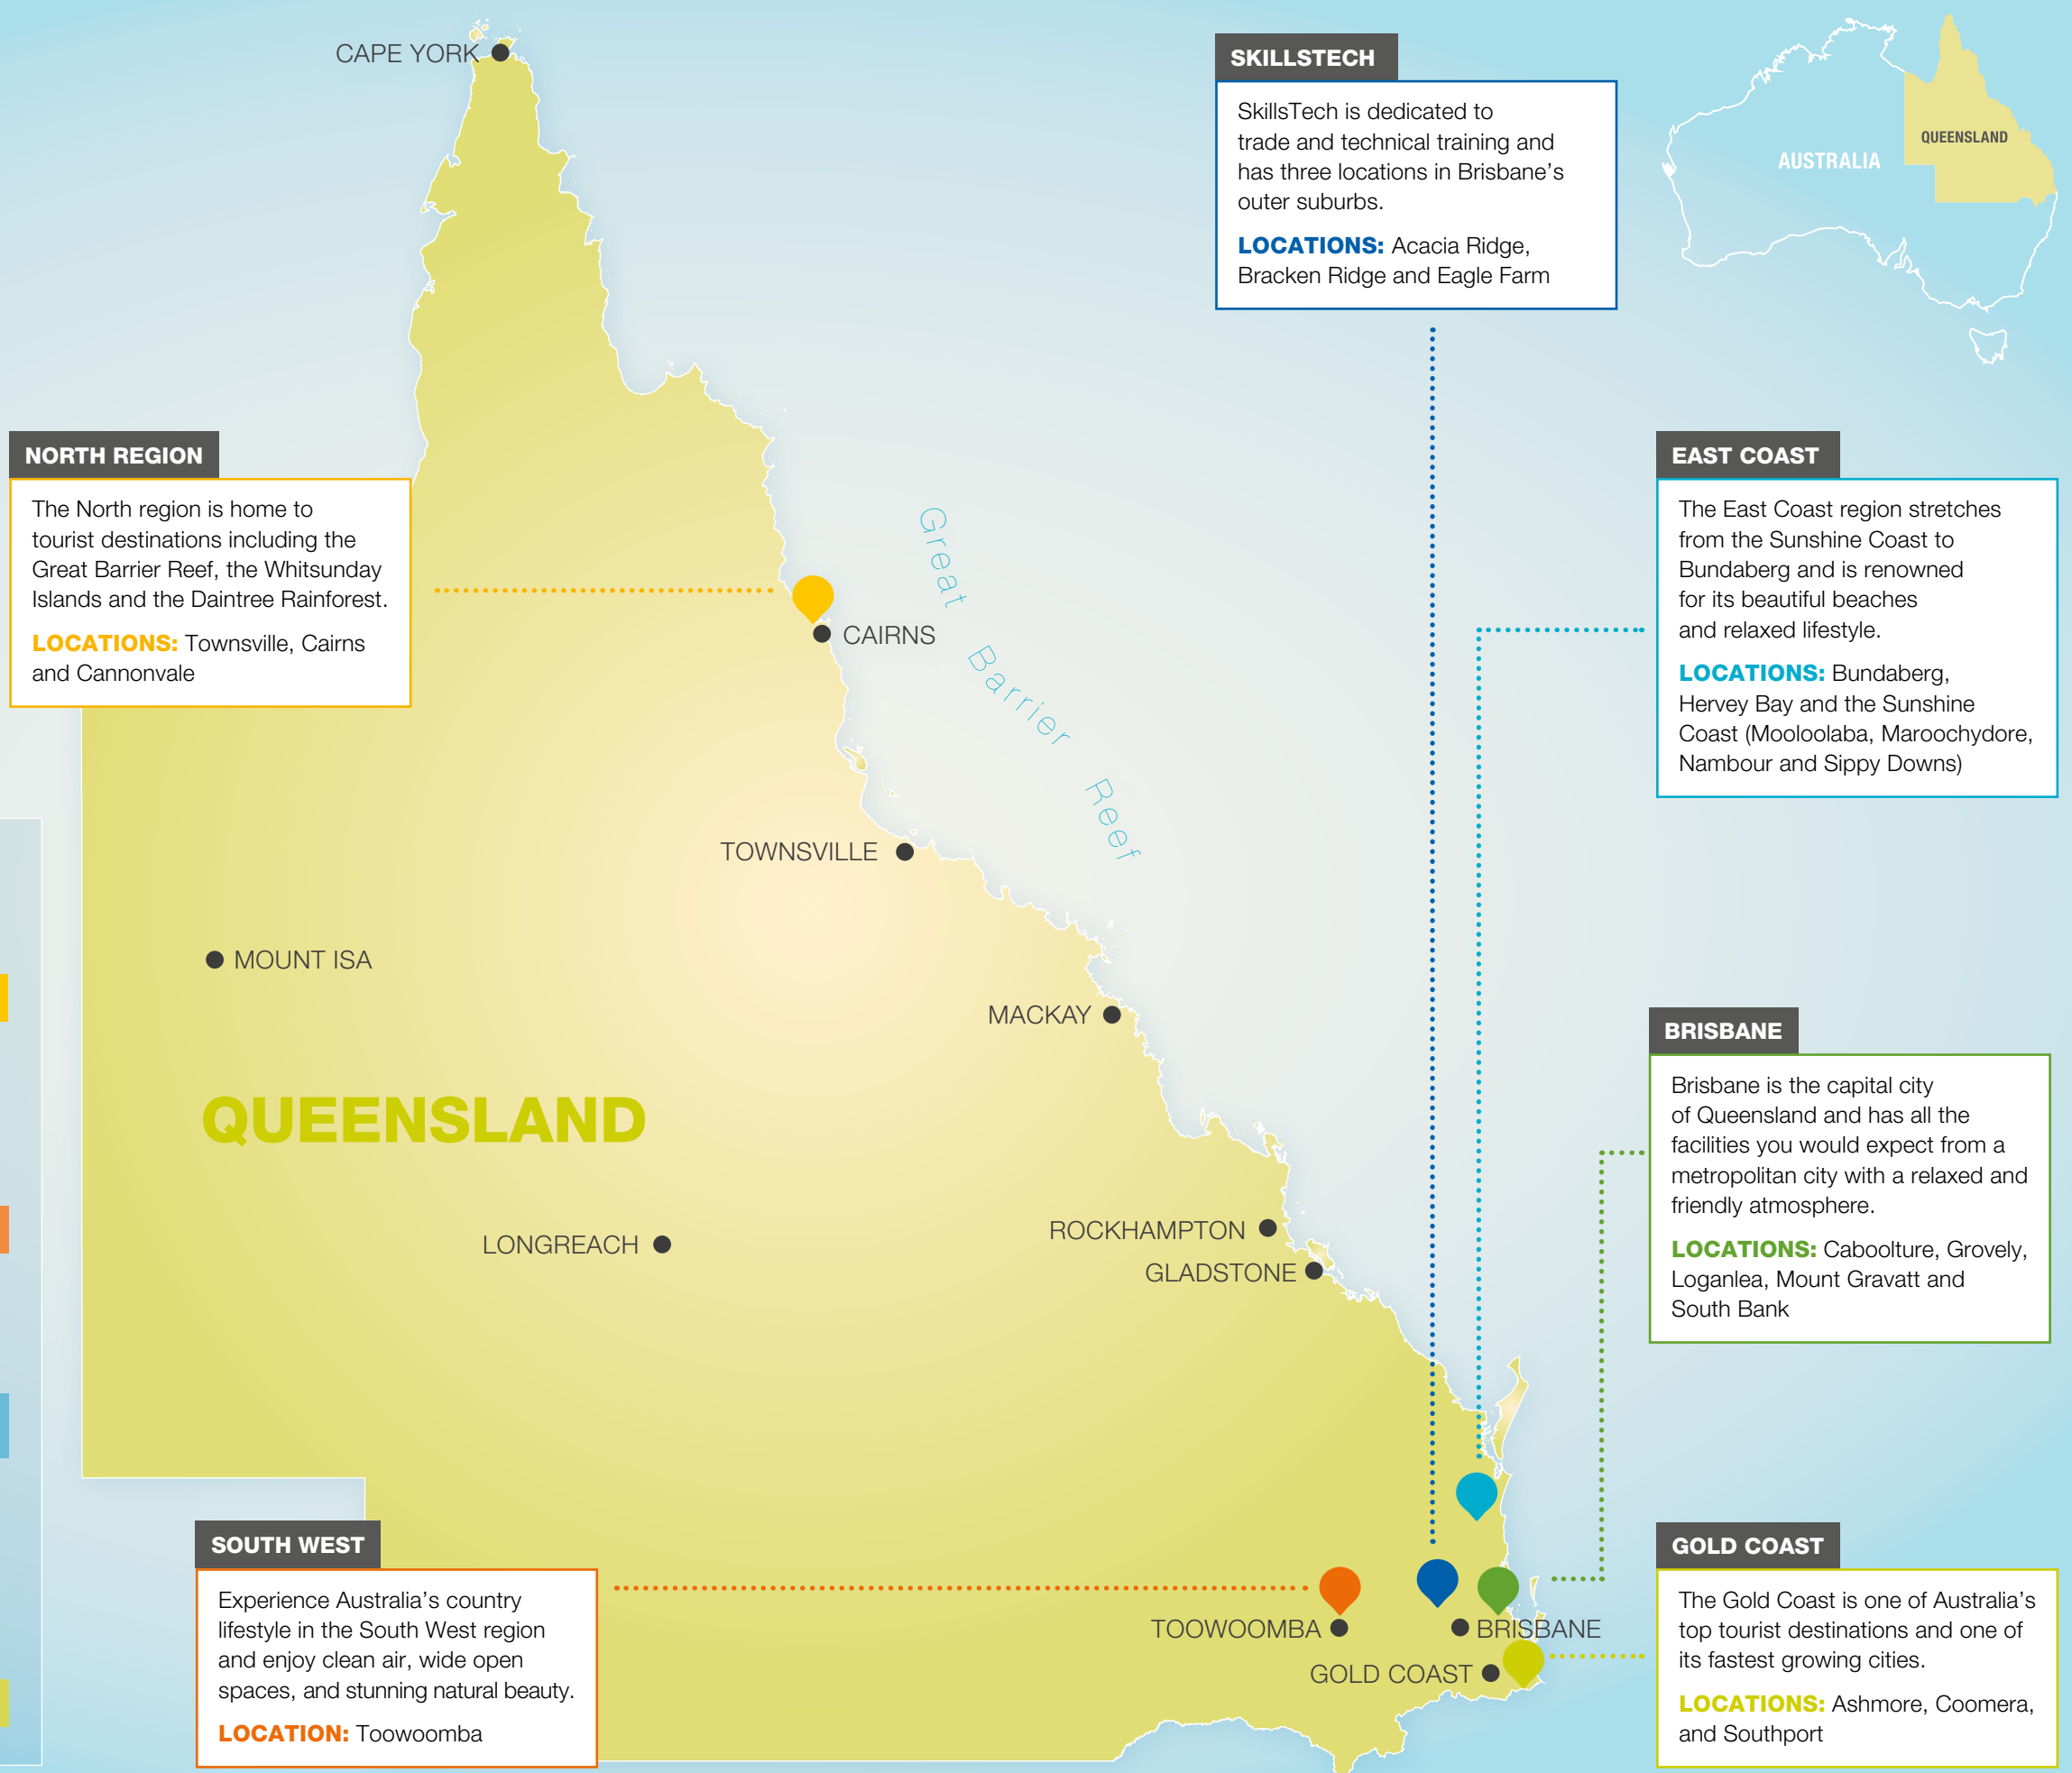 CAPE YORK
SKILLSTECH
SkillsTech is dedicated to
trade and technical training and
has three locations in Brisbane's
outer suburbs.
LOCATIONS: Acacia Ridge,
Bracken Ridge and Eagle Farm
QUEENSLAND
AUSTRALIA
NORTH REGION
The North region is home to
tourist destinations including the
Great Barrier Reef, the Whitsunday
Islands and the Daintree Rainforest.
LOCATIONS: Townsville, Cairns
and Cannonvale
EAST COAST
The East Coast region stretches
from the Sunshine Coast to
Bundaberg and is renowned
for its beautiful beaches
and relaxed lifestyle.
LOCATIONS: Bundaberg,
Hervey Bay and the Sunshine
Coast (Mooloolaba, Maroochydore,
Nambour and Sippy Downs)
Great Barrier Reef
CAIRNS
TOWNSVILLE
MOUNT ISA
MACKAY
QUEENSLAND
LONGREACH
ROCKHAMPTON
GLADSTONE
BRISBANE
Brisbane is the capital city
of Queensland and has all the
facilities you would expect from a
metropolitan city with a relaxed and
friendly atmosphere.
LOCATIONS: Caboolture, Grovely,
Loganlea, Mount Gravatt and
South Bank
SOUTH WEST
Experience Australia's country
lifestyle in the South West region
and enjoy clean air, wide open
spaces, and stunning natural beauty.
LOCATION: Toowoomba
TOOWOOMBA
BRISBANE
GOLD COAST
GOLD COAST
The Gold Coast is one of Australia's
top tourist destinations and one of
its fastest growing cities.
LOCATIONS: Ashmore, Coomera,
and Southport